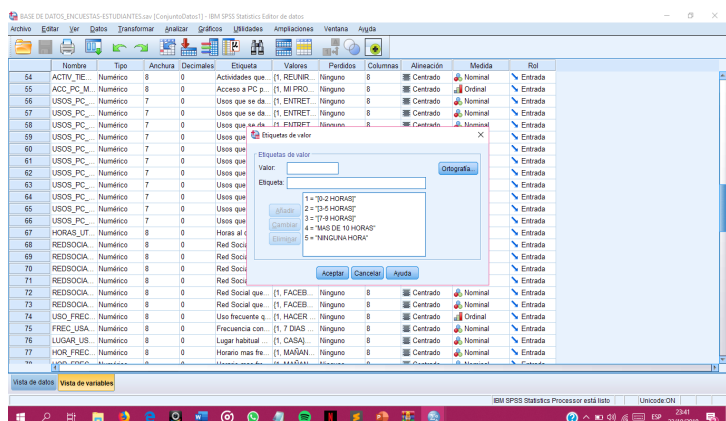 BASE DE DATOS_ENCUESTAS-ESTUDIANTES.sav [ConjuntoDatos1] - IBM SPSS Statistics Editor de datos
Archivo Editar Ver Datos Transformar Analizar Gráficos Utilidades Ampliaciones Ventana Ayuda
Nombre Tipo Anchura Decimales Etiqueta Valores Perdidos Columnas Alineación Medida Rol
54 ACTIV_TIE... Numérico 8 0 Actividades que... {1, REUNIR... Ninguno 8 Centrado Nominal Entrada
55 ACC_PC_M... Numérico 8 0 Acceso a PC p... {1, MI PRO... Ninguno 8 Centrado Ordinal Entrada
56 USOS_PC_... Numérico 7 0 Usos que se da... {1, ENTRET... Ninguno 8 Centrado Nominal Entrada
57 USOS_PC_... Numérico 7 0 Usos que se da... {1, ENTRET... Ninguno 8 Centrado Nominal Entrada
58 USOS_PC_... Numérico 7 0 Usos que se da... {1, ENTRET... Ninguno 8 Centrado Nominal Entrada
59 USOS_PC_... Numérico 7 0 Usos que Entrada
60 USOS_PC_... Numérico 7 0 Usos que Entrada
61 USOS_PC_... Numérico 7 0 Usos que Entrada
62 USOS_PC_... Numérico 7 0 Usos que Entrada
63 USOS_PC_... Numérico 7 0 Usos que Entrada
64 USOS_PC_... Numérico 7 0 Usos que Entrada
65 USOS_PC_... Numérico 7 0 Usos que Entrada
66 USOS_PC_... Numérico 7 0 Usos que Entrada
67 HORAS_UT... Numérico 8 0 Horas al Entrada
68 REDSOCIA... Numérico 8 0 Red Socia Entrada
69 REDSOCIA... Numérico 8 0 Red Socia Entrada
70 REDSOCIA... Numérico 8 0 Red Socia Entrada
71 REDSOCIA... Numérico 8 0 Red Socia Entrada
72 REDSOCIA... Numérico 8 0 Red Social que... {1, FACEB... Ninguno 8 Centrado Nominal Entrada
73 REDSOCIA... Numérico 8 0 Red Social que... {1, FACEB... Ninguno 8 Centrado Nominal Entrada
74 USO_FREC... Numérico 8 0 Uso frecuente q... {1, HACER ... Ninguno 8 Centrado Ordinal Entrada
75 FREC_USA... Numérico 8 0 Frecuencia con... {1, 7 DIAS ... Ninguno 8 Centrado Nominal Entrada
76 LUGAR_US... Numérico 8 0 Lugar habitual ... {1, CASA}... Ninguno 8 Centrado Nominal Entrada
77 HOR_FREC... Numérico 8 0 Horario mas fre... {1, MAÑAN... Ninguno 8 Centrado Nominal Entrada
Etiquetas de valor
Etiquetas de valor
Valor:
Ortografía...
Etiqueta:
Añadir
Cambiar
Eliminar
1 = "[0-2 HORAS]"
2 = "[3-5 HORAS]"
3 = "[7-9 HORAS]"
4 = "MAS DE 10 HORAS"
5 = "NINGUNA HORA"
Aceptar Cancelar Ayuda
Vista de datos Vista de variables
IBM SPSS Statistics Processor está listo Unicode:ON
ESP
23:41